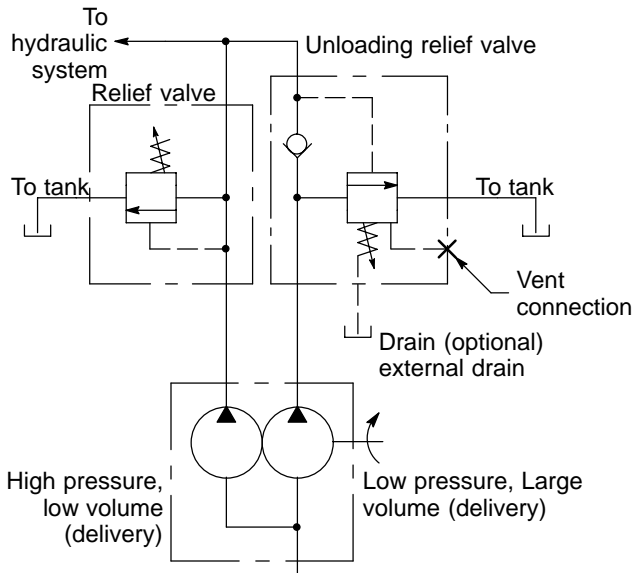 To
hydraulic
system
Unloading relief valve
Relief valve
To tank
To tank
Vent
connection
Drain (optional)
external drain
High pressure,
low volume
(delivery)
Low pressure, Large
volume (delivery)